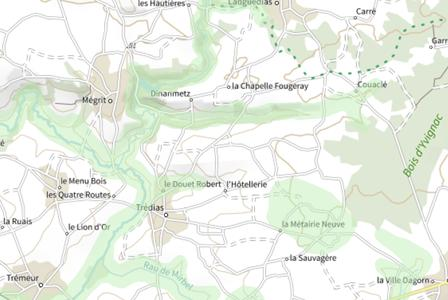 les Hautières
Languédias
Carré
Garr
la Chapelle Fougeray
Couaclé
Dinanmetz
Mégrit
Bois d'Yvignac
é
le Menu Bois
les Quatre Routes
le Douet Robert
l'Hôtellerie
Trédias
la Ruais
le Lion d'Or
la Métairie Neuve
la Sauvagère
Rau de Mirbel
Trémeur
la Ville Dagorn